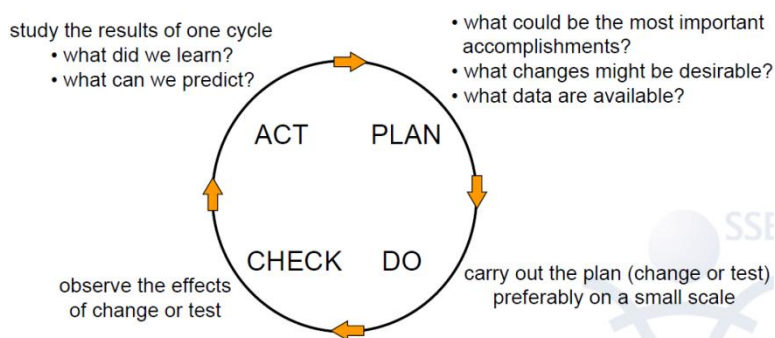 study the results of one cycle
• what did we learn?
• what can we predict?
• what could be the most important
accomplishments?
• what changes might be desirable?
• what data are available?
ACT
PLAN
CHECK
DO
observe the effects
of change or test
carry out the plan (change or test)
preferably on a small scale